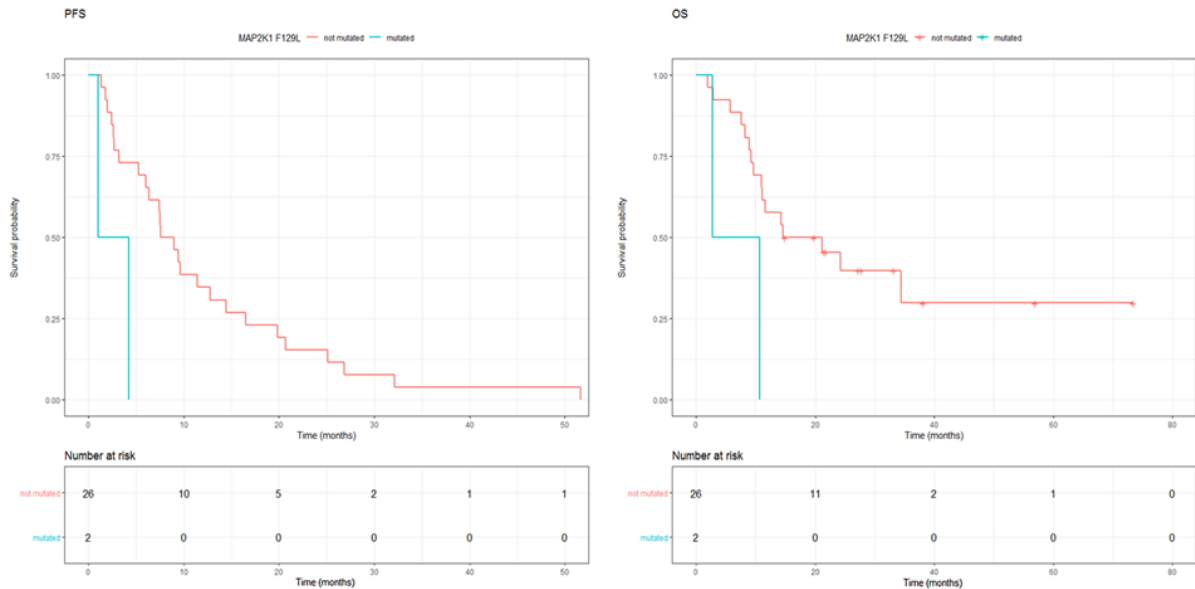 PFS
MAP2K1 F129L not mutated mutated
1.00
0.75
0.50
0.25
0.00
Survival probability
0 10 20 30 40 50
Time (months)
Number at risk
not mutated 26 10 5 2 1 1
mutated 2 0 0 0 0 0
0 10 20 30 40 50
Time (months)
OS
MAP2K1 F129L not mutated mutated
1.00
0.75
0.50
0.25
0.00
Survival probability
0 20 40 60 80
Time (months)
Number at risk
not mutated 26 11 2 1 0
mutated 2 0 0 0 0
0 20 40 60 80
Time (months)